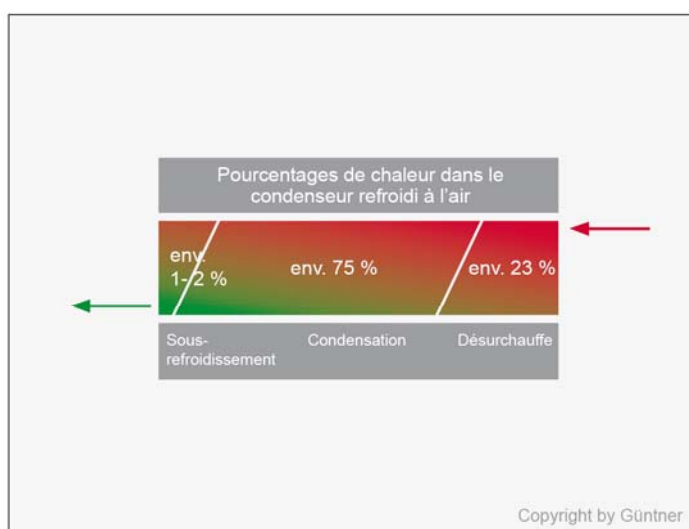 Pourcentages de chaleur dans le
condenseur refroidi à l'air
env.
1- 2 %
env. 75 %
env. 23 %
Sous-
refroidissement
Condensation
Désurchauffe
Copyright by Güntner